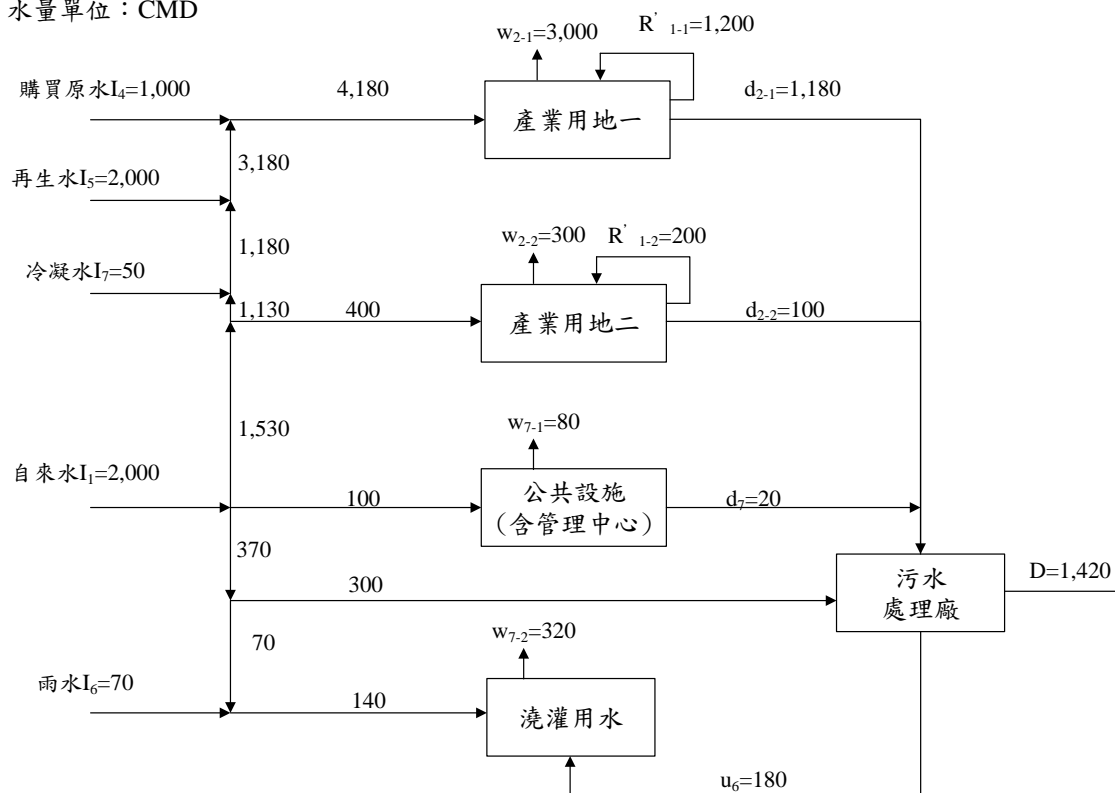 水量單位：CMD
w2-1=3,000
R’ 1-1=1,200
購買原水I4=1,000
4,180
產業用地一
d2-1=1,180
3,180
再生水I5=2,000
1,180
w2-2=300
R’ 1-2=200
冷凝水I7=50
1,130
400
產業用地二
d2-2=100
1,530
w7-1=80
自來水I1=2,000
100
公共設施
（含管理中心）
d7=20
370
300
污水
處理廠
D=1,420
70
w7-2=320
雨水I6=70
140
澆灌用水
u6=180